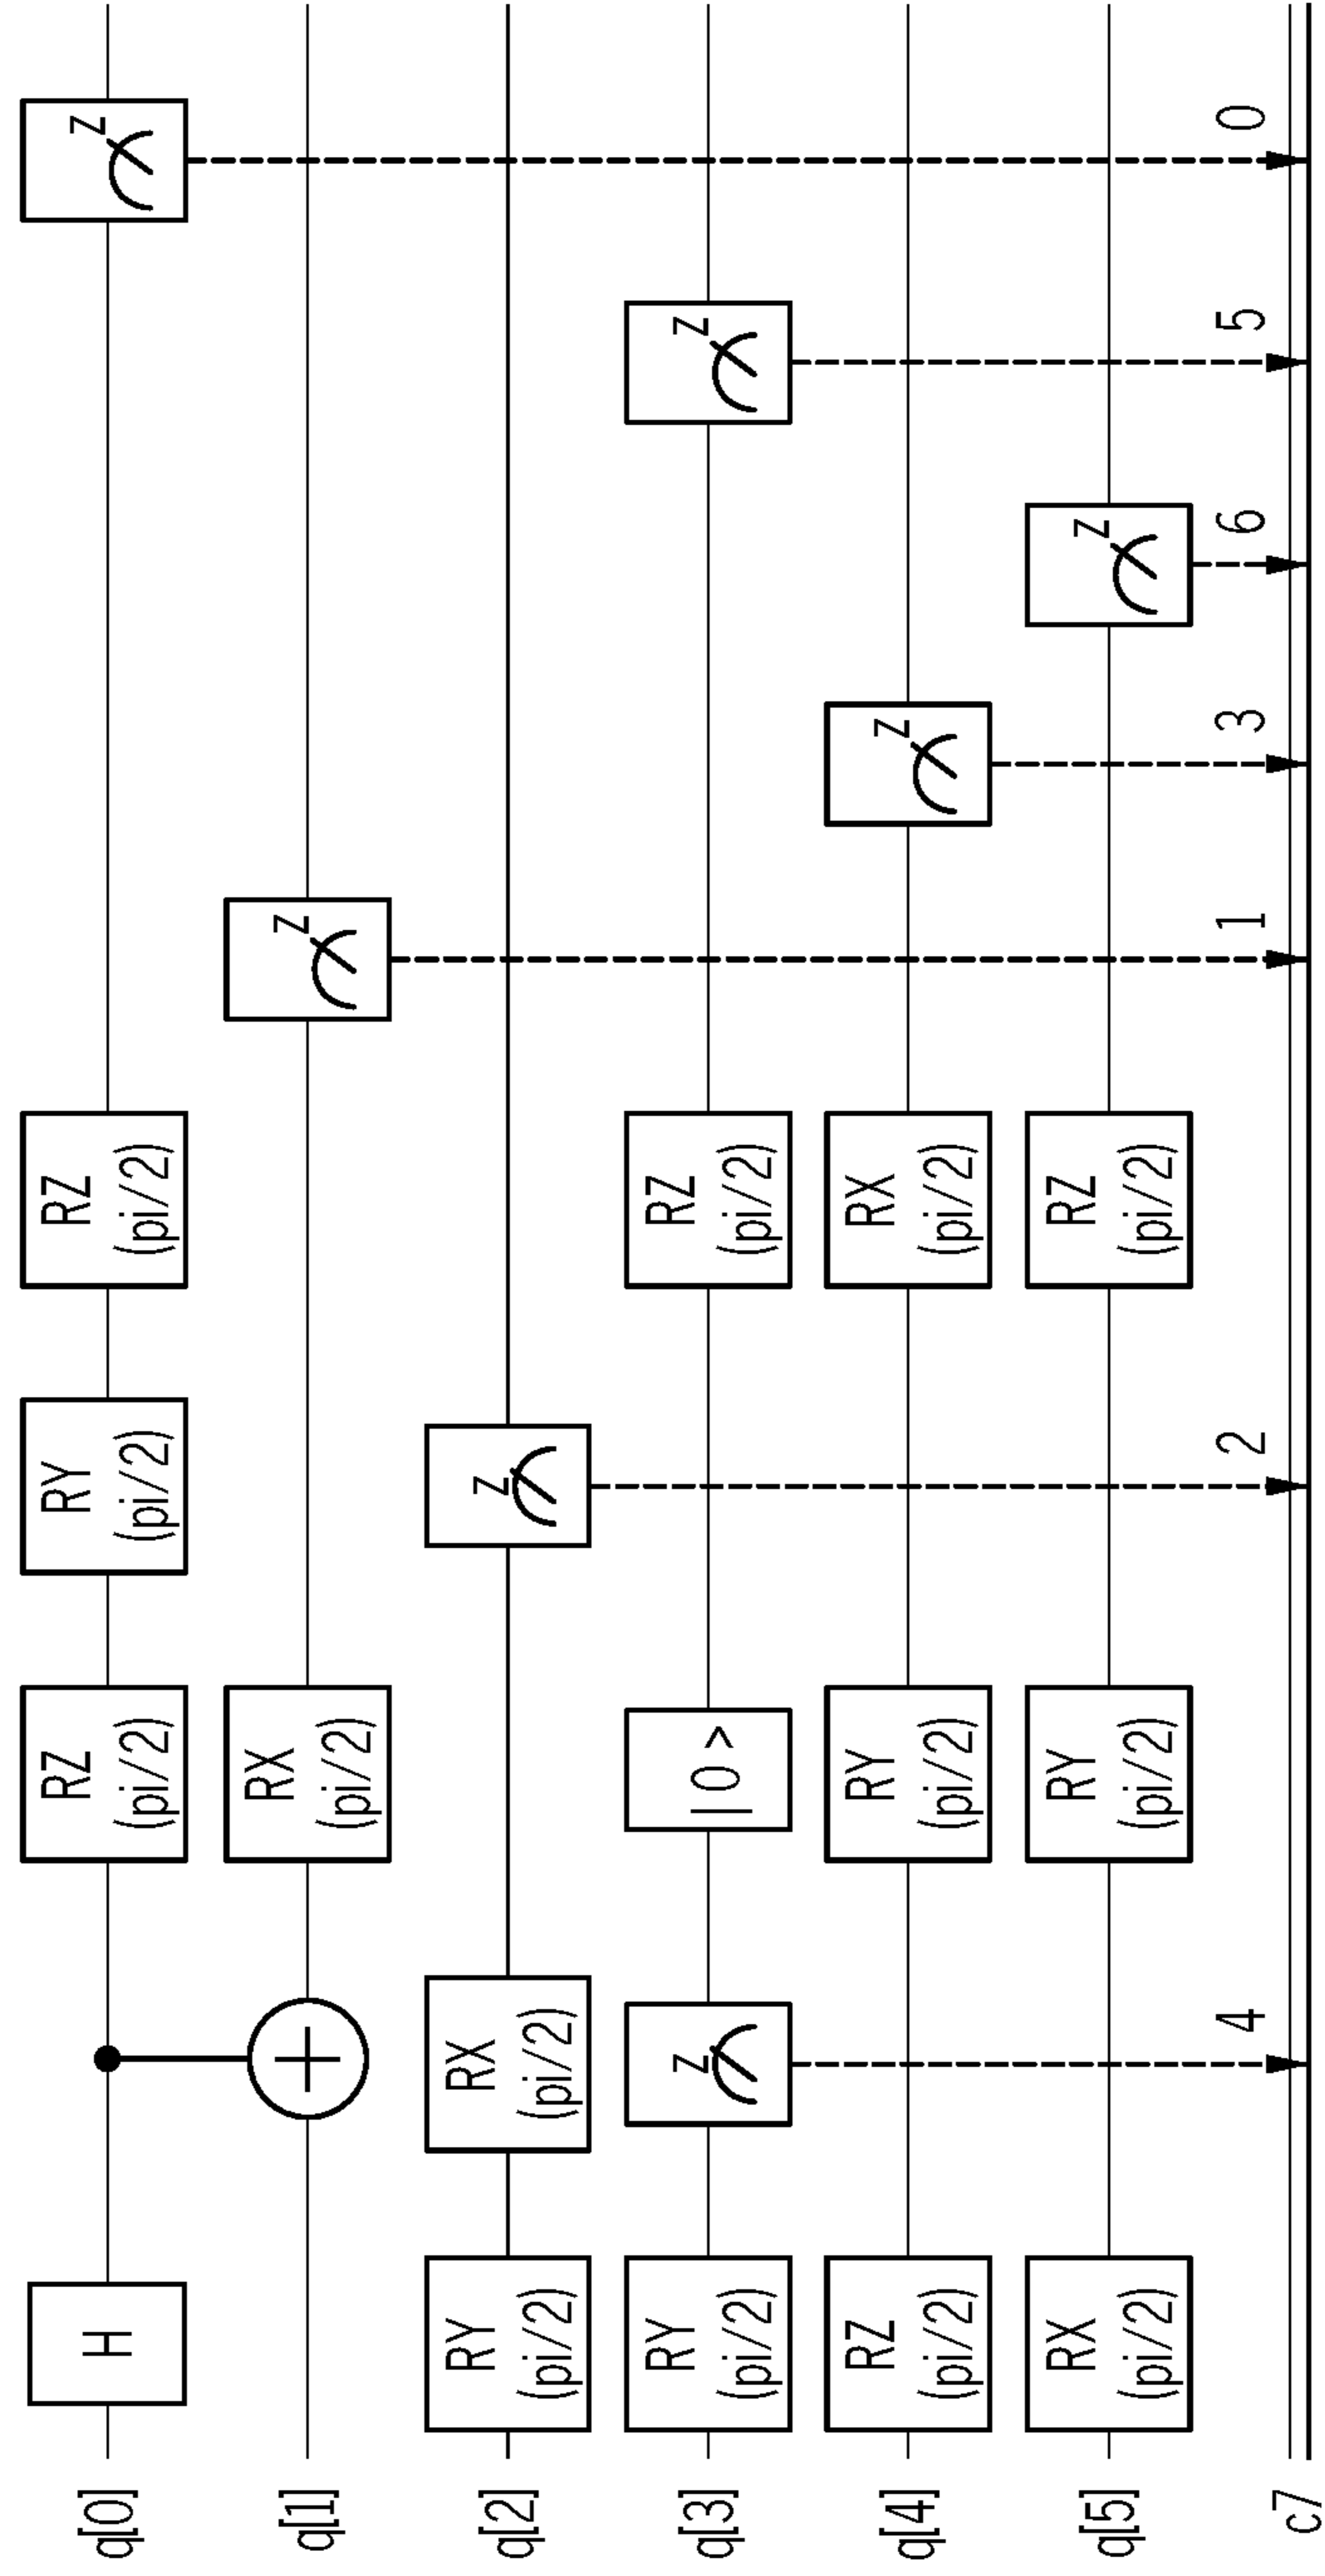 q[0]
H
RZ
(pi/2)
RY
(pi/2)
RZ
(pi/2)
Z
q[1]
RX
(pi/2)
Z
q[2]
RY
(pi/2)
RX
(pi/2)
Z
q[3]
RY
(pi/2)
Z
|0>
RZ
(pi/2)
Z
q[4]
RZ
(pi/2)
RY
(pi/2)
RX
(pi/2)
Z
q[5]
RX
(pi/2)
RY
(pi/2)
RZ
(pi/2)
Z
c7
4
2
1
3
6
5
0